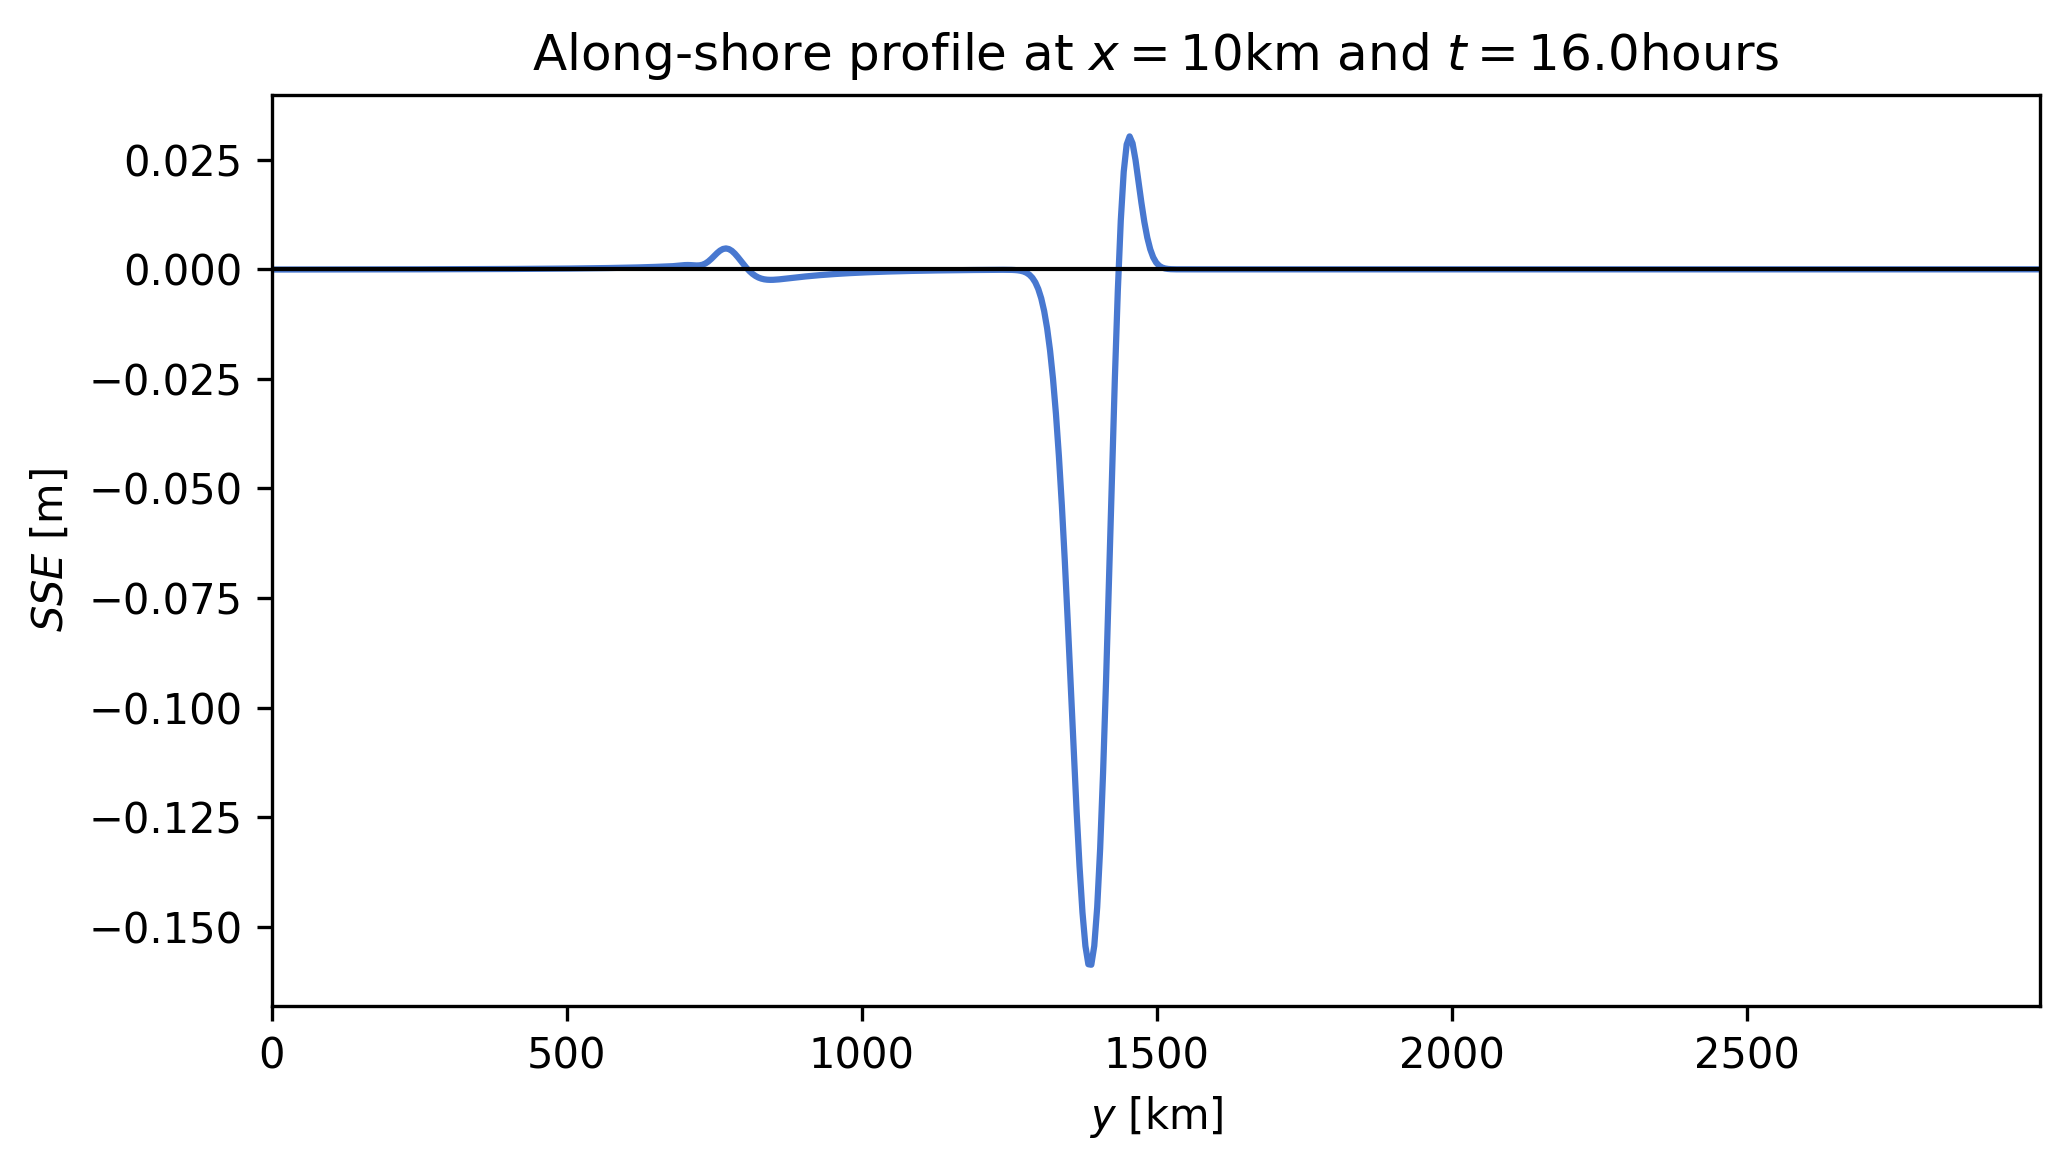 Along-shore profile at x = 10km and t = 16.0hours
SSE [m]
0.025
0.000
−0.025
−0.050
−0.075
−0.100
−0.125
−0.150
0 500 1000 1500 2000 2500
y [km]